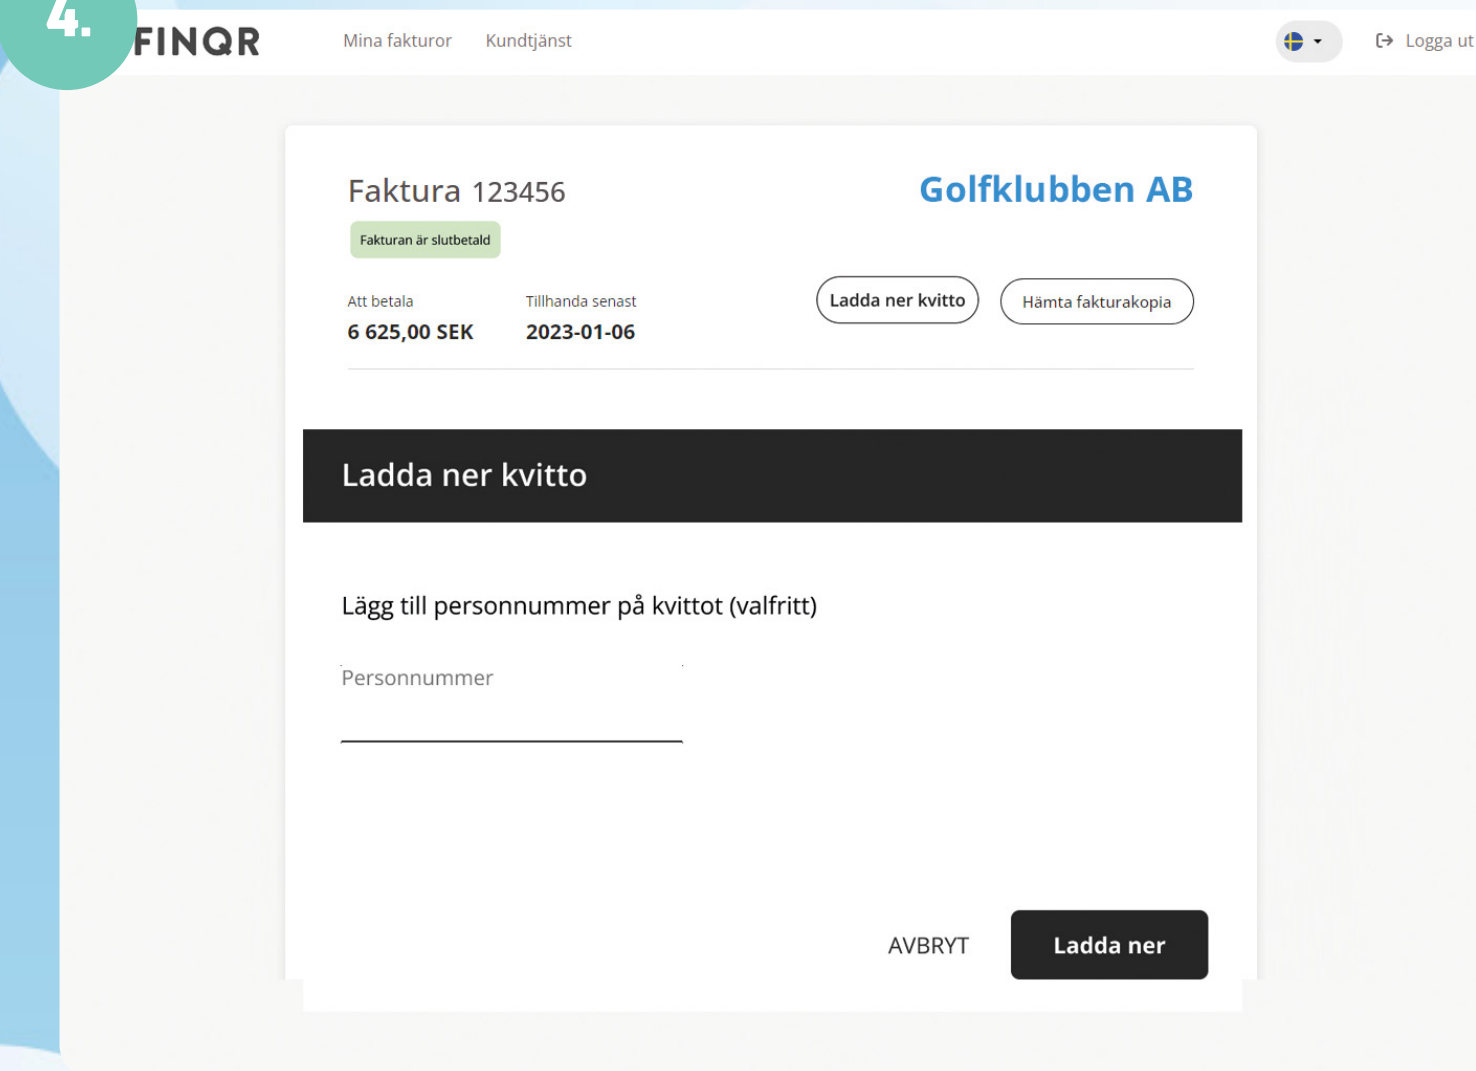 4.
FINQR
Mina fakturor
Kundtjänst
Logga ut
Faktura 123456
Golfklubben AB
Fakturan är slutbetald
Att betala
Tillhanda senast
6 625,00 SEK
2023-01-06
Ladda ner kvitto
Hämta fakturakopia
Ladda ner kvitto
Lägg till personnummer på kvittot (valfritt)
Personnummer
AVBRYT
Ladda ner